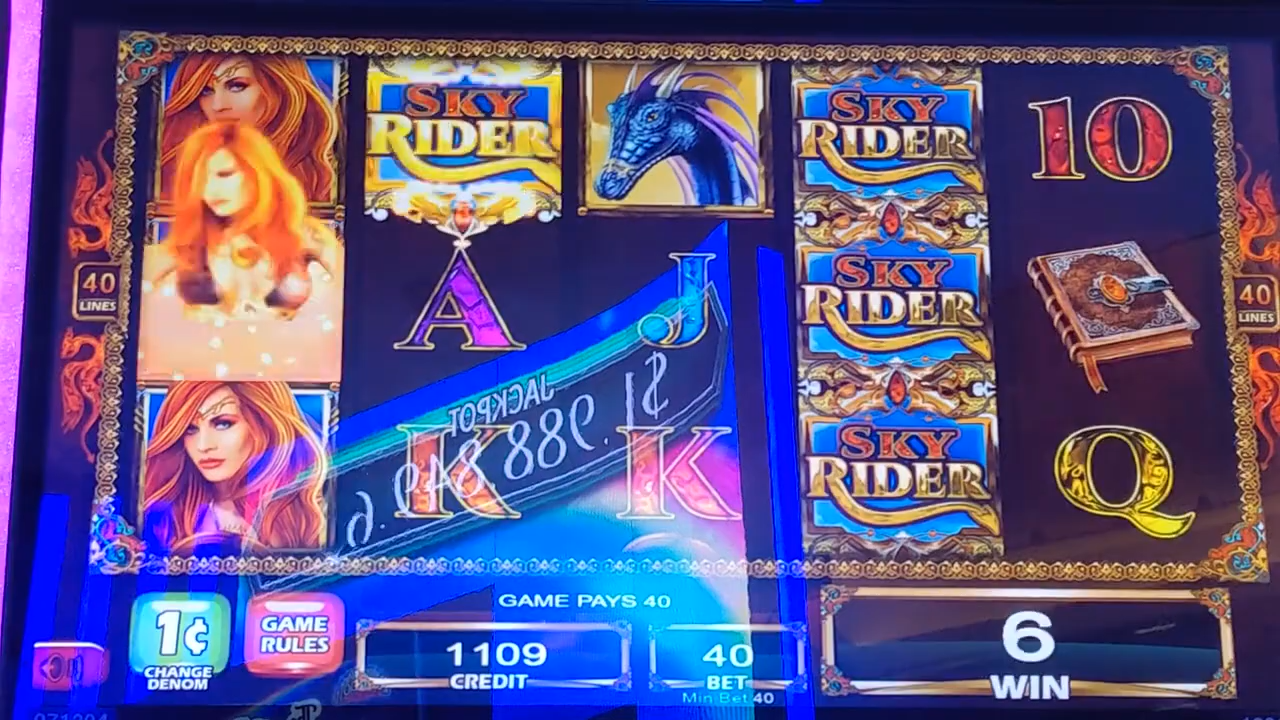 SKY
RIDER
SKY
RIDER
10
40
LINES
A
J
SKY
RIDER
40
LINES
JACKPOT
K
K
SKY
RIDER
Q
GAME PAYS 40
1¢
CHANGE
DENOM
GAME
RULES
1109
CREDIT
40
BET
Min Bet 40
6
WIN